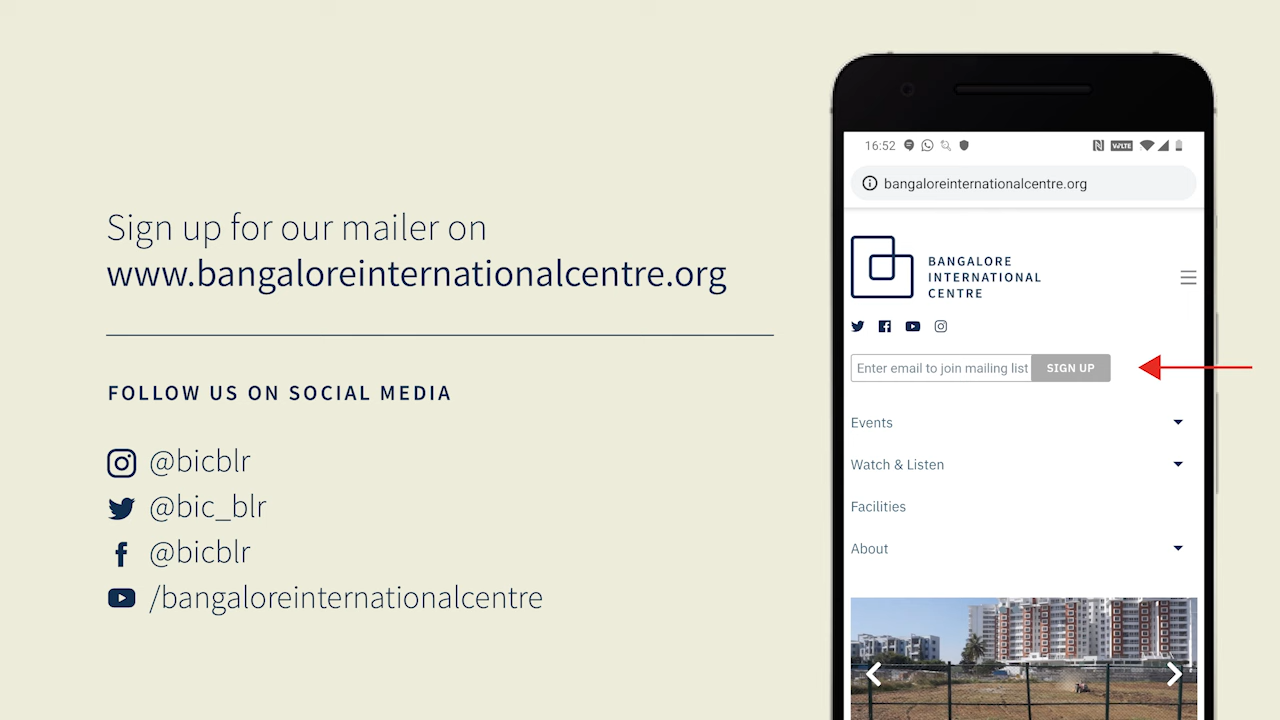 Sign up for our mailer on
www.bangaloreinternationalcentre.org
FOLLOW US ON SOCIAL MEDIA
@bicblr
@bic_blr
@bicblr
/bangaloreinternationalcentre
16:52
VoLTE
bangaloreinternationalcentre.org
BANGALORE
INTERNATIONAL
CENTRE
Enter email to join mailing list SIGN UP
Events
Watch & Listen
Facilities
About